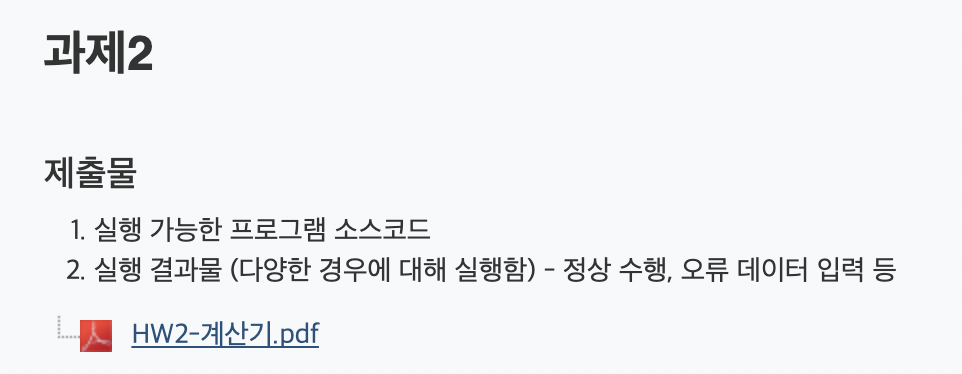 과제2
제출물
1. 실행 가능한 프로그램 소스코드
2. 실행 결과물 (다양한 경우에 대해 실행함) - 정상 수행, 오류 데이터 입력 등
HW2-계산기.pdf